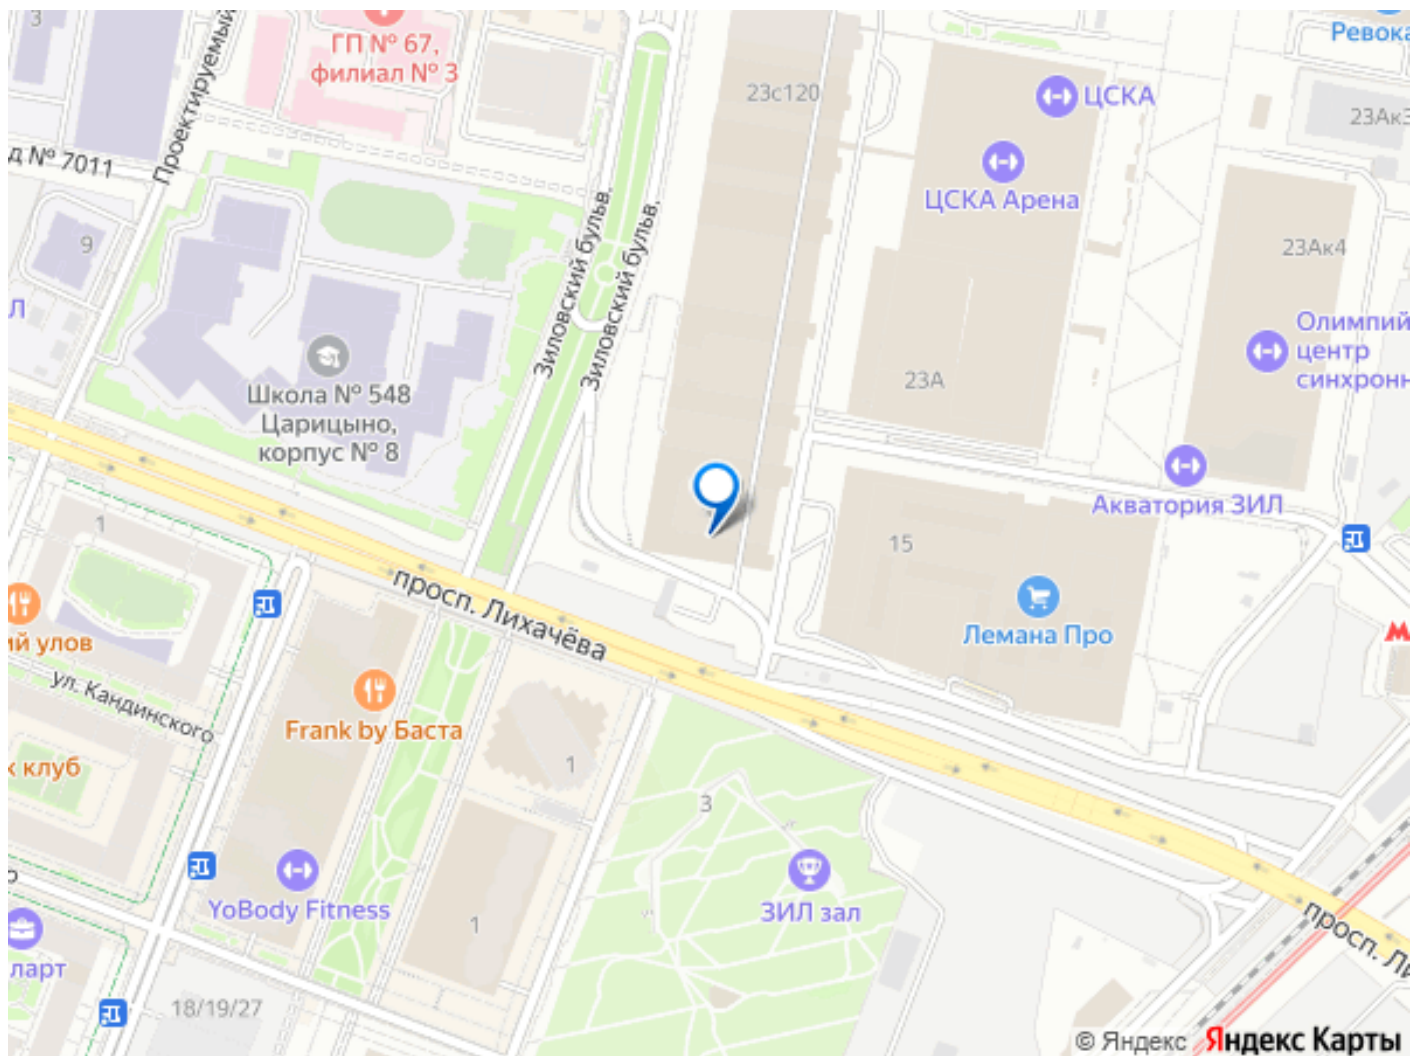 3
Проектируемый
ГП № 67,
филиал № 3
23с120
ЦСКА
Ревока
23Ак3
д № 7011
ЦСКА Арена
9
Зиловский бульв.
Зиловский бульв.
23Ак4
Л
Школа № 548
Царицыно,
корпус № 8
23А
Олимпий
центр
синхронн
Акватория ЗИЛ
1
15
просп. Лихачёва
Лемана Про
М
ий улов
ул. Кандинского
Frank by Баста
к клуб
1
3
YoBody Fitness
ЗИЛ зал
1
просп. Ли
ларт
18/19/27
© Яндекс Яндекс Карты